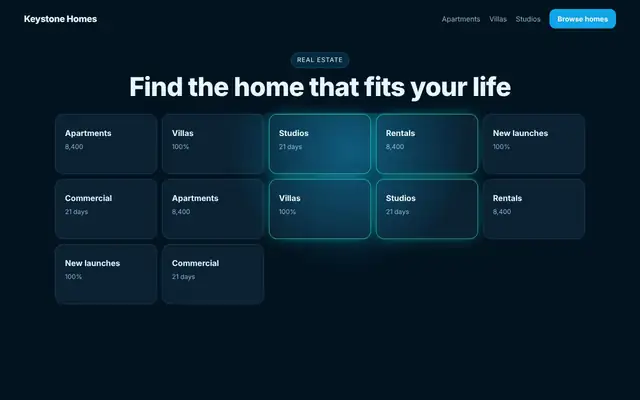 Keystone Homes
Apartments Villas Studios Browse homes
REAL ESTATE
Find the home that fits your life
Apartments
8,400
Villas
100%
Studios
21 days
Rentals
8,400
New launches
100%
Commercial
21 days
Apartments
8,400
Villas
100%
Studios
21 days
Rentals
8,400
New launches
100%
Commercial
21 days